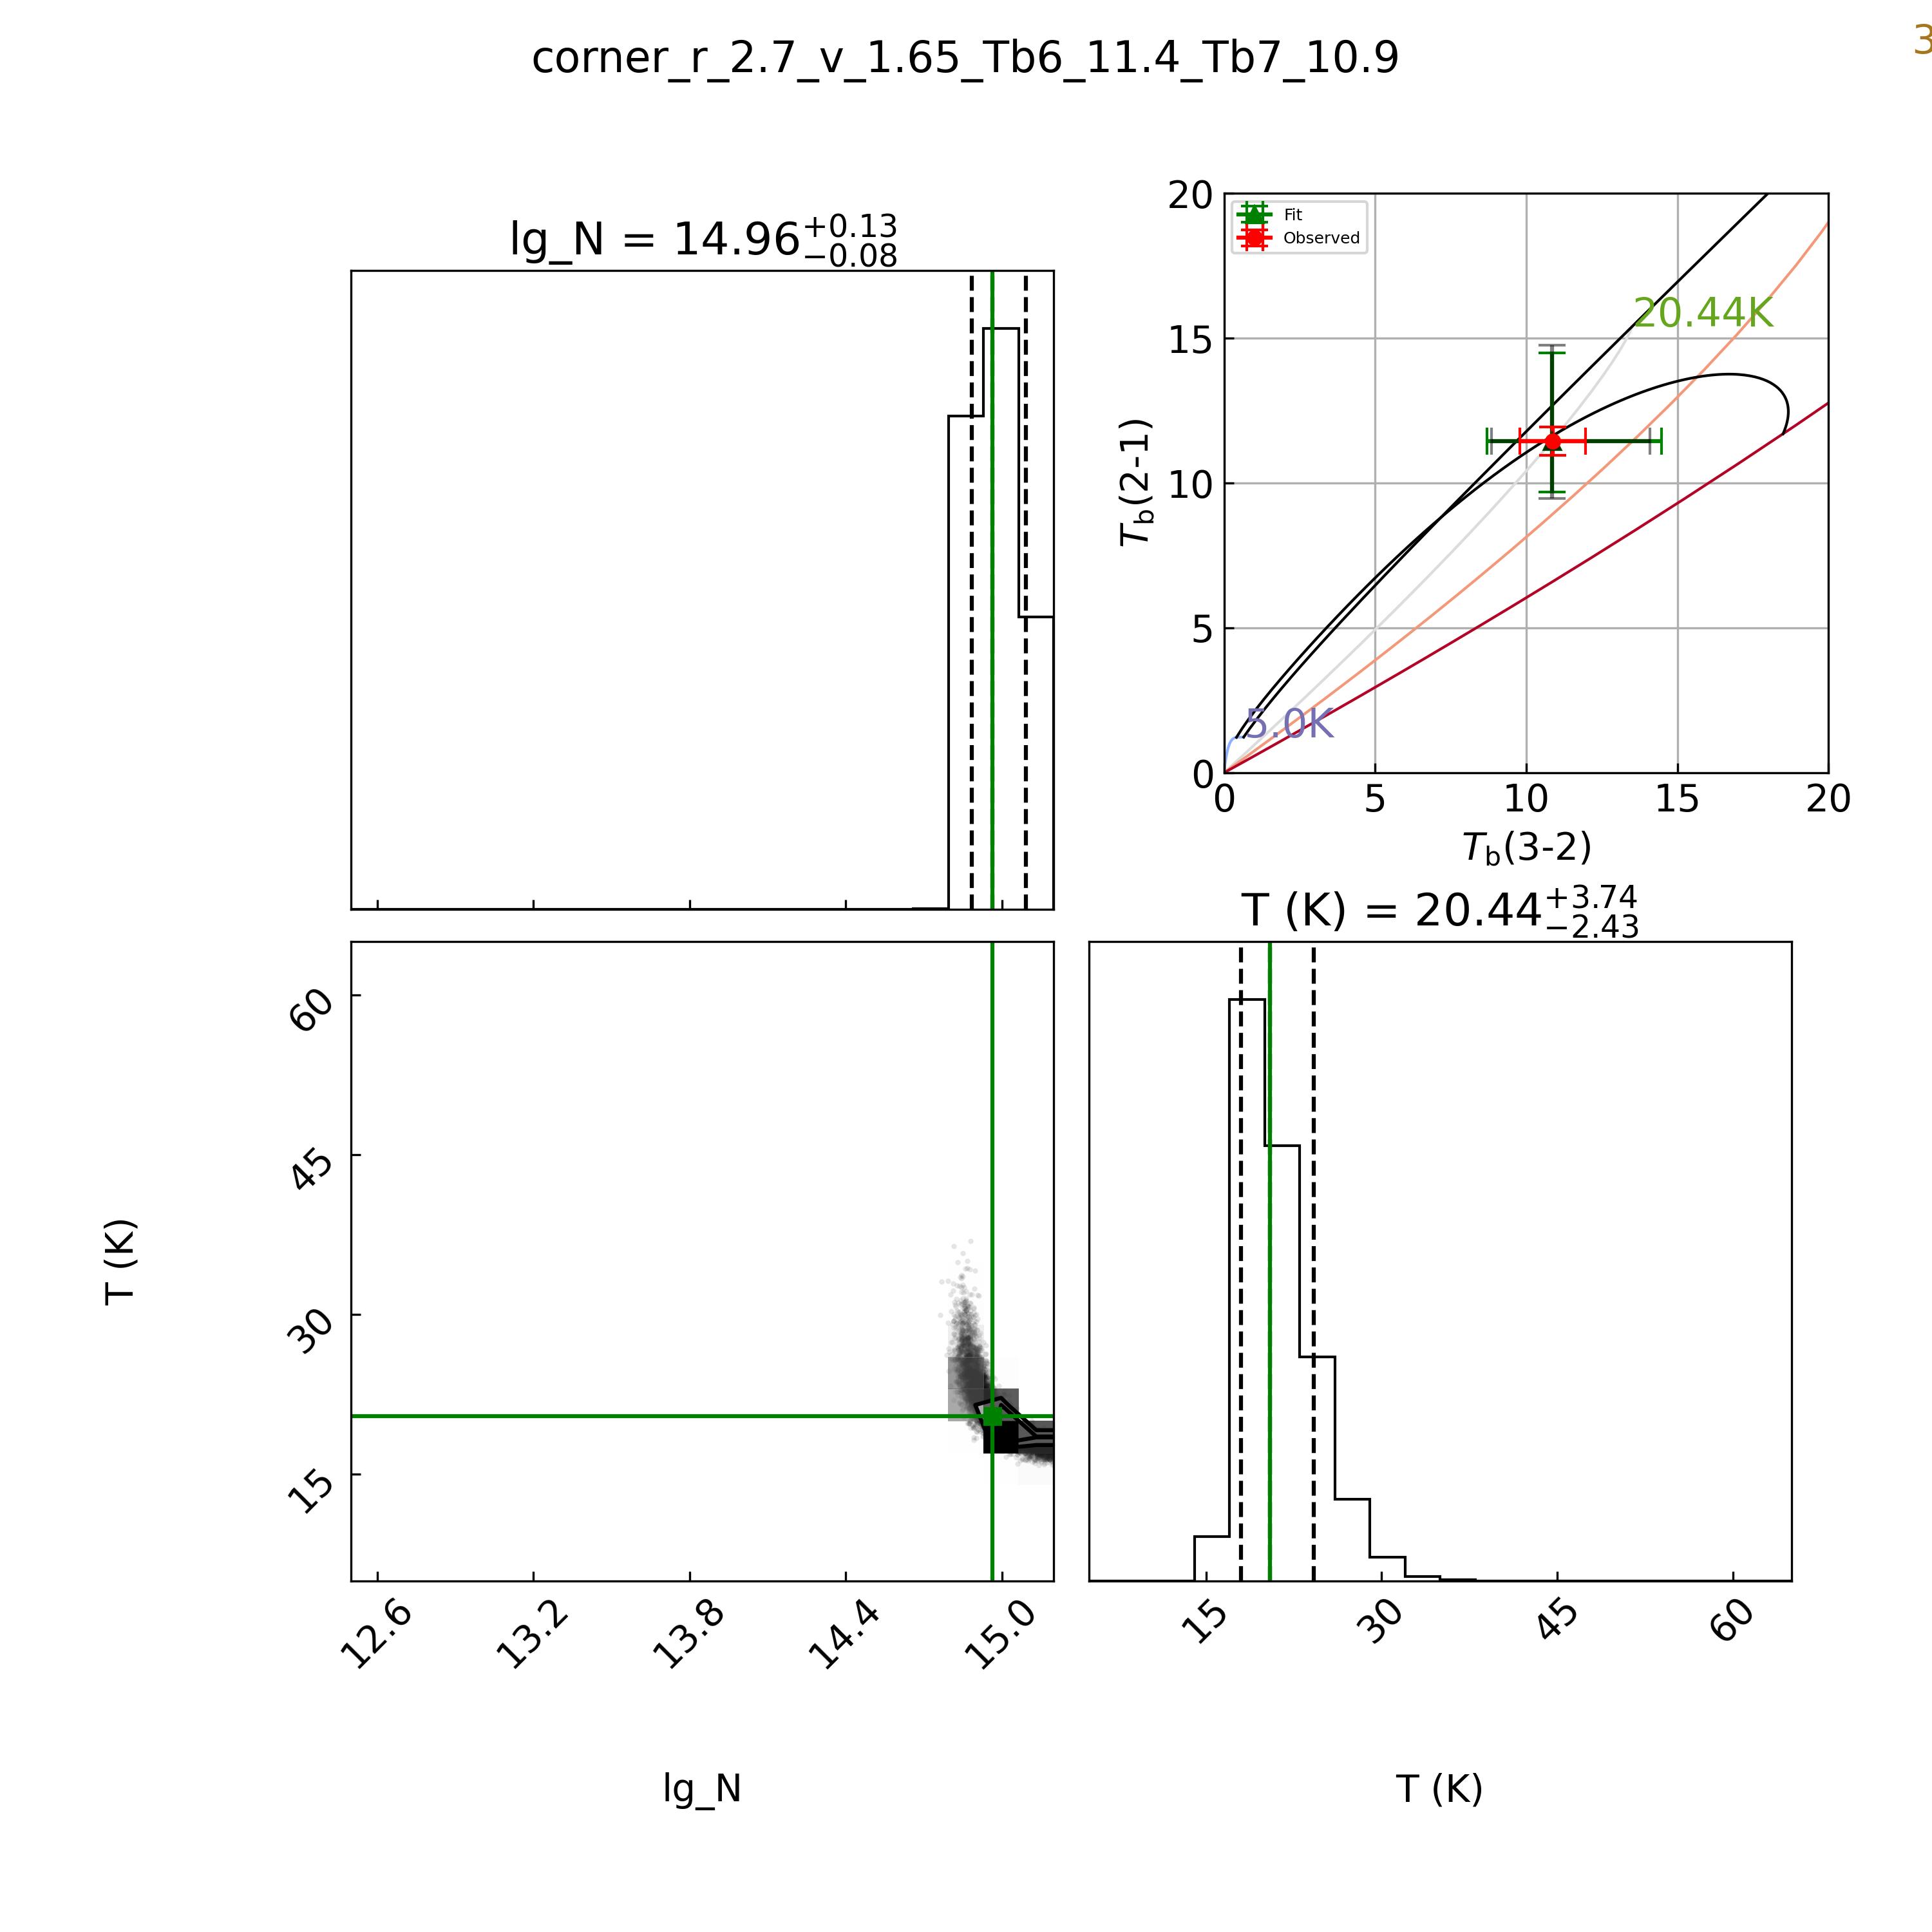 corner_r_2.7_v_1.65_Tb6_11.4_Tb7_10.9
3
lg_N = 14.96 +0.13 −0.08
20
15
10
5
0
T_b(2-1)
Fit
Observed
20.44K
5.0K
0 5 10 15 20
T_b(3-2)
T (K) = 20.44 +3.74 −2.43
60
45
30
15
T (K)
12.6 13.2 13.8 14.4 15.0
15 30 45 60
lg_N
T (K)